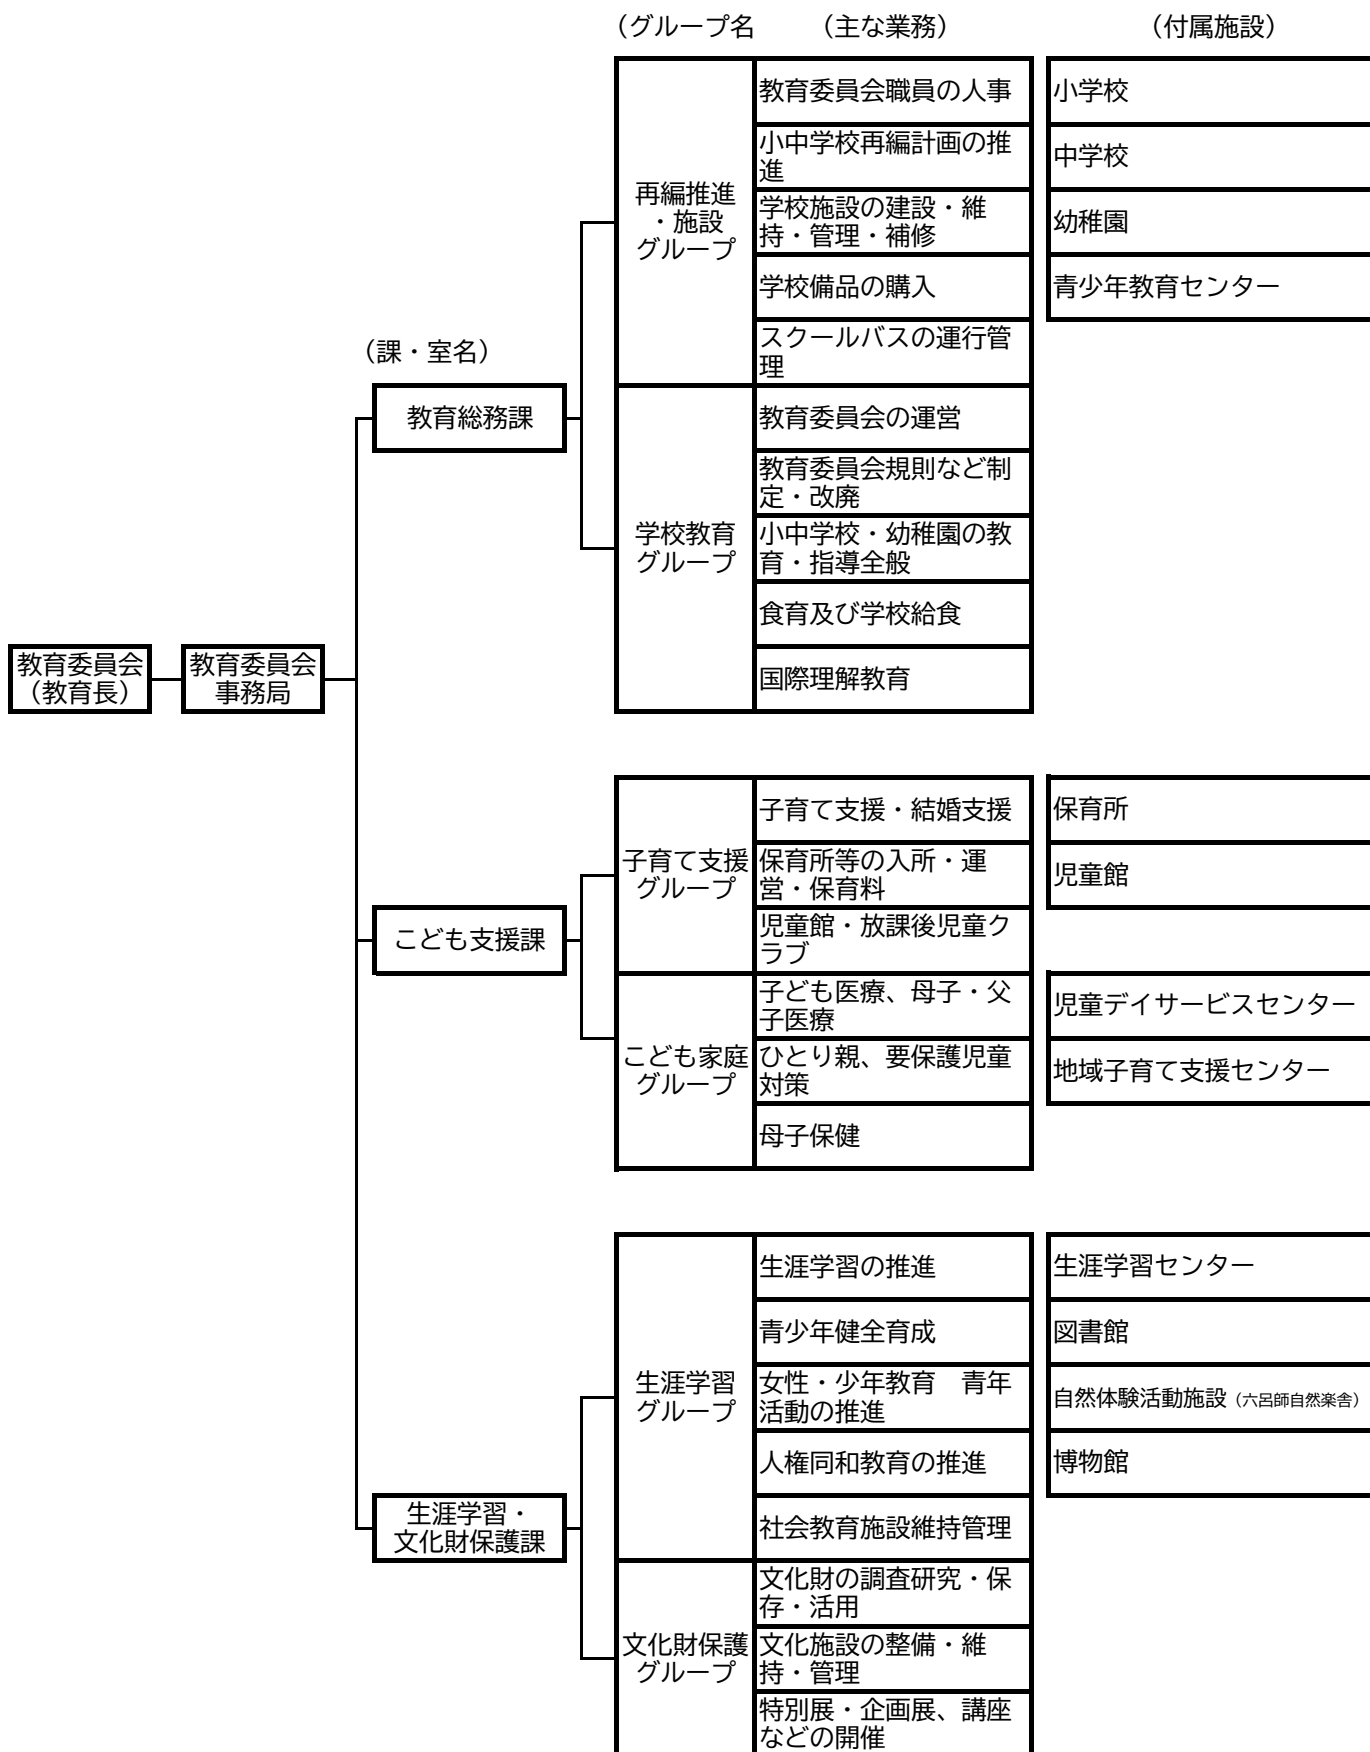 （グループ名
（主な業務）
（付属施設）
再編推進
・施設
グループ
教育委員会職員の人事
小中学校再編計画の推
進
学校施設の建設・維
持・管理・補修
学校備品の購入
スクールバスの運行管
理
小学校
中学校
幼稚園
青少年教育センター
（課・室名）
教育総務課
学校教育
グループ
教育委員会の運営
教育委員会規則など制
定・改廃
小中学校・幼稚園の教
育・指導全般
食育及び学校給食
国際理解教育
教育委員会
（教育長）
教育委員会
事務局
子育て支援
グループ
子育て支援・結婚支援
保育所等の入所・運
営・保育料
児童館・放課後児童ク
ラブ
保育所
児童館
こども支援課
こども家庭
グループ
子ども医療、母子・父
子医療
ひとり親、要保護児童
対策
母子保健
児童デイサービスセンター
地域子育て支援センター
生涯学習
グループ
生涯学習の推進
青少年健全育成
女性・少年教育　青年
活動の推進
人権同和教育の推進
社会教育施設維持管理
生涯学習センター
図書館
自然体験活動施設（六呂師自然楽舎）
博物館
生涯学習・
文化財保護課
文化財保護
グループ
文化財の調査研究・保
存・活用
文化施設の整備・維
持・管理
特別展・企画展、講座
などの開催